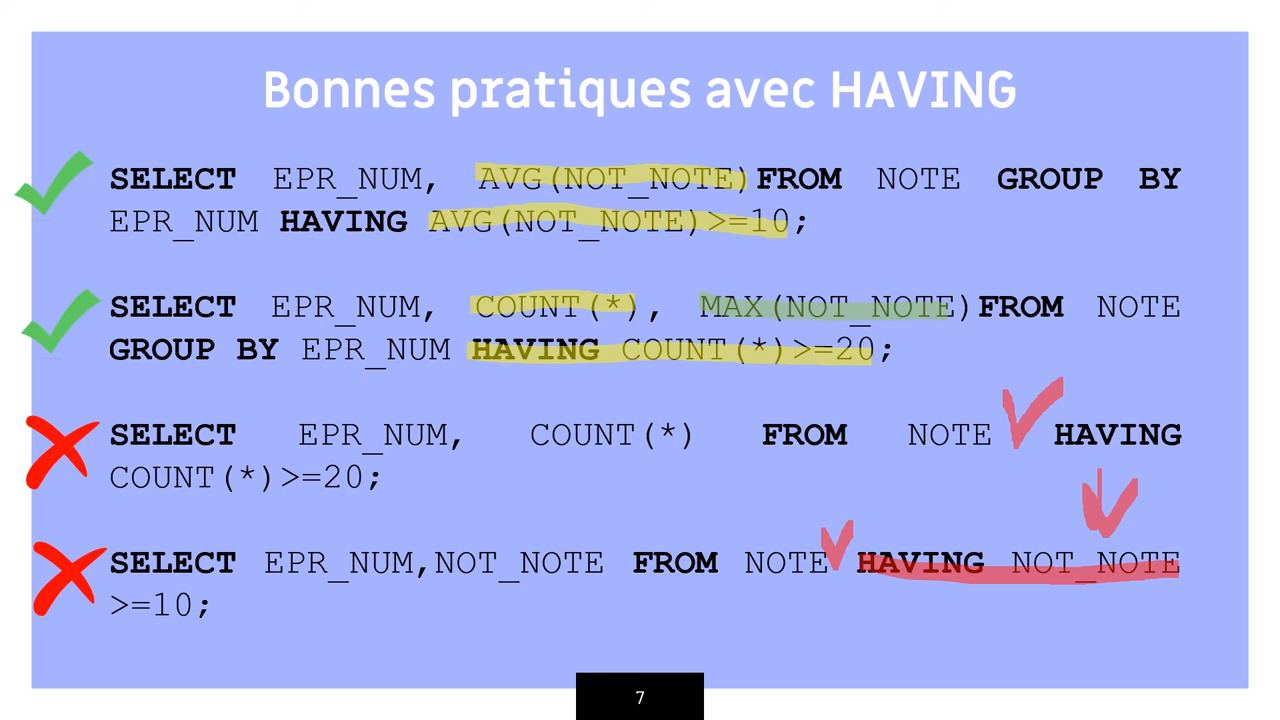 Bonnes pratiques avec HAVING
SELECT EPR_NUM, AVG(NOT_NOTE)FROM NOTE GROUP BY
EPR_NUM HAVING AVG(NOT_NOTE)>=10;
SELECT EPR_NUM, COUNT(*), MAX(NOT_NOTE)FROM NOTE
GROUP BY EPR_NUM HAVING COUNT(*)>=20;
SELECT EPR_NUM, COUNT(*) FROM NOTE HAVING
COUNT(*)>=20;
SELECT EPR_NUM,NOT_NOTE FROM NOTE HAVING NOT_NOTE
>=10;
7